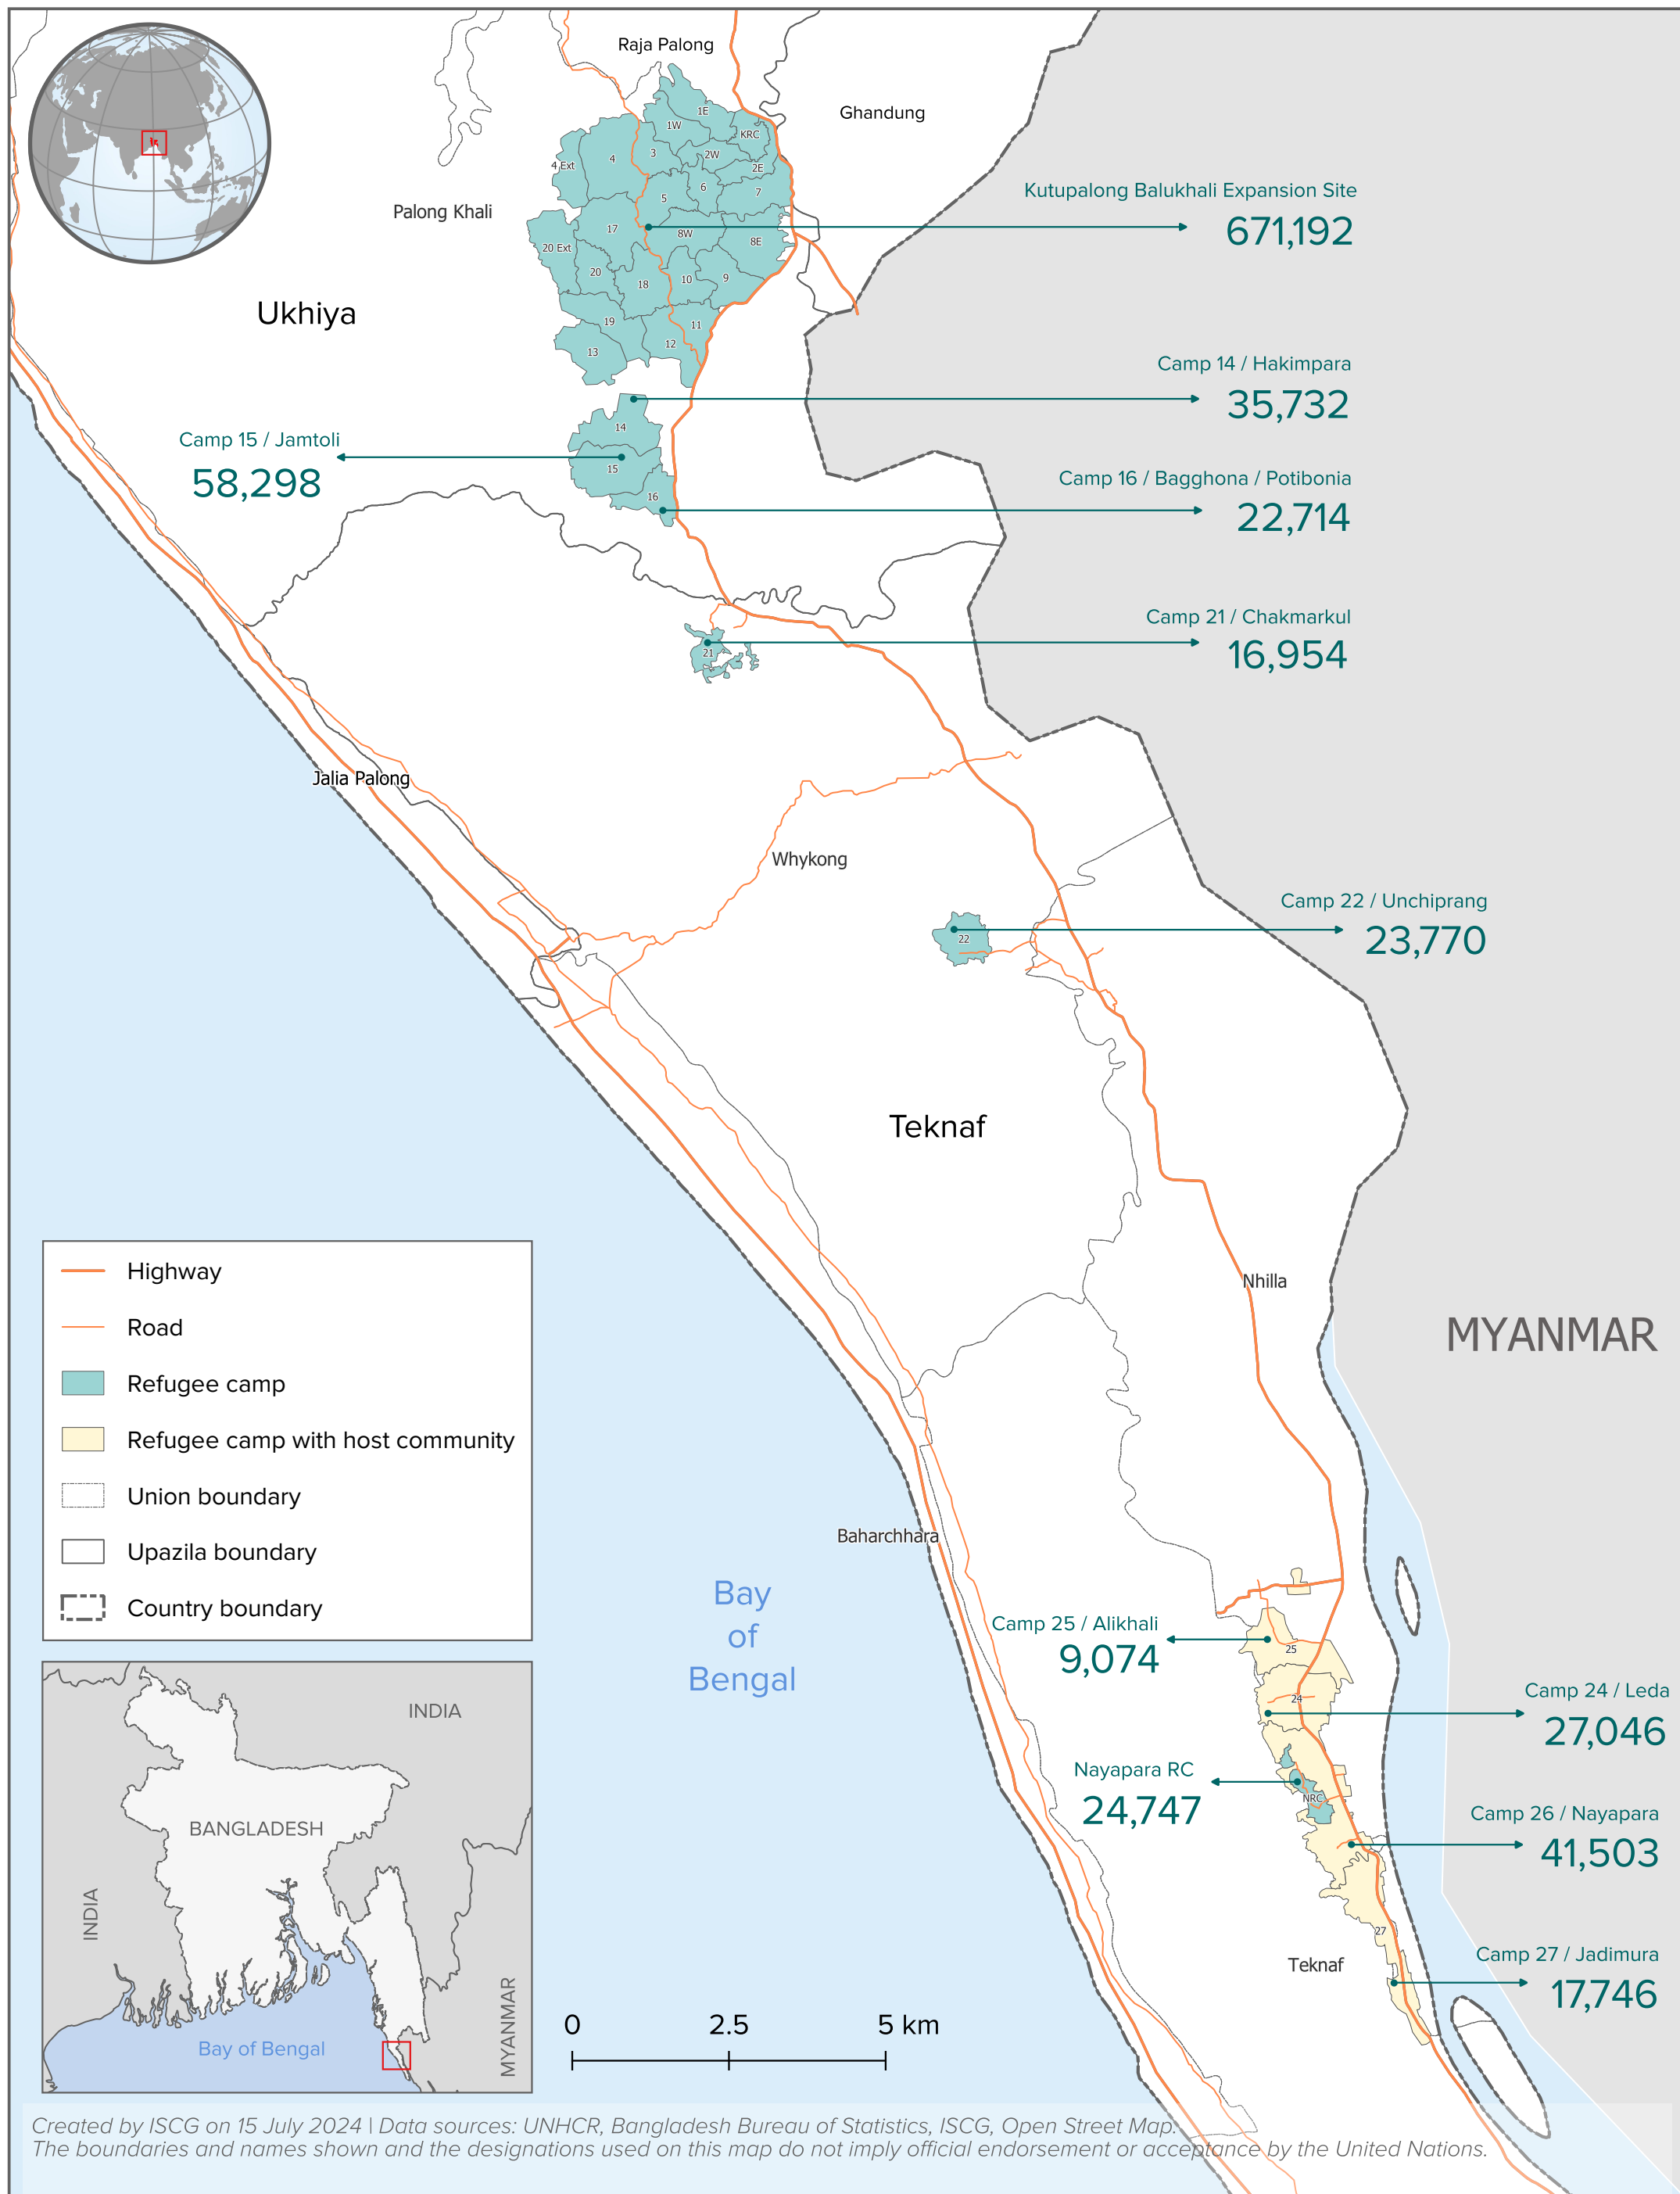 Raja Palong
Ghandung
Palong Khali
Ukhiya
1E
1W
KRC
3
2W
4
4 Ext
2E
6
7
5
17
8W
8E
20 Ext
20
18
10
9
19
11
12
13
Kutupalong Balukhali Expansion Site
671,192
Camp 14 / Hakimpara
35,732
14
Camp 15 / Jamtoli
58,298
15
Camp 16 / Bagghona / Potibonia
22,714
16
Camp 21 / Chakmarkul
16,954
21
Jalia Palong
Whykong
Camp 22 / Unchiprang
23,770
22
Teknaf
Nhilla
MYANMAR
Highway
Road
Refugee camp
Refugee camp with host community
Union boundary
Upazila boundary
Country boundary
Baharchhara
Bay
of
Bengal
Camp 25 / Alikhali
9,074
25
Camp 24 / Leda
27,046
24
Nayapara RC
24,747
NRC
Camp 26 / Nayapara
41,503
27
Camp 27 / Jadimura
17,746
Teknaf
INDIA
BANGLADESH
INDIA
MYANMAR
Bay of Bengal
0 2.5 5 km
Created by ISCG on 15 July 2024 | Data sources: UNHCR, Bangladesh Bureau of Statistics, ISCG, Open Street Map.
The boundaries and names shown and the designations used on this map do not imply official endorsement or acceptance by the United Nations.